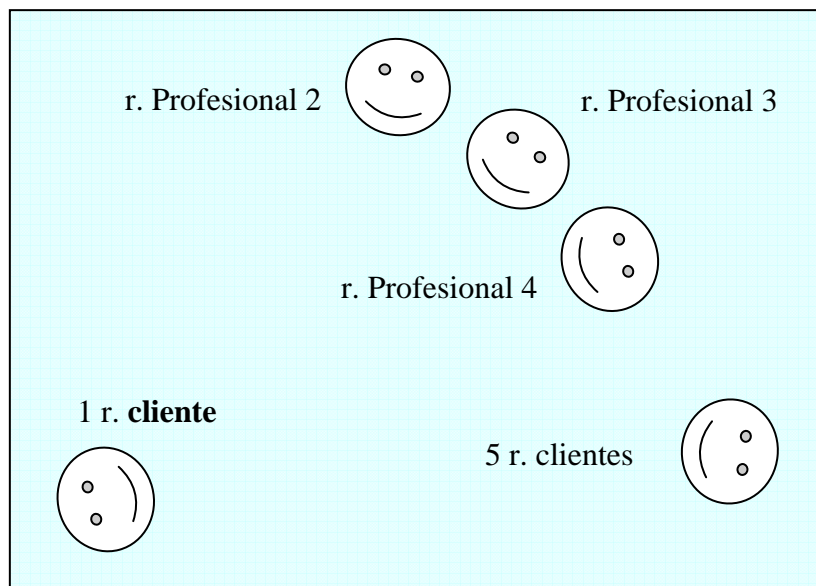 r. Profesional 2
r. Profesional 3
r. Profesional 4
1 r. cliente
5 r. clientes